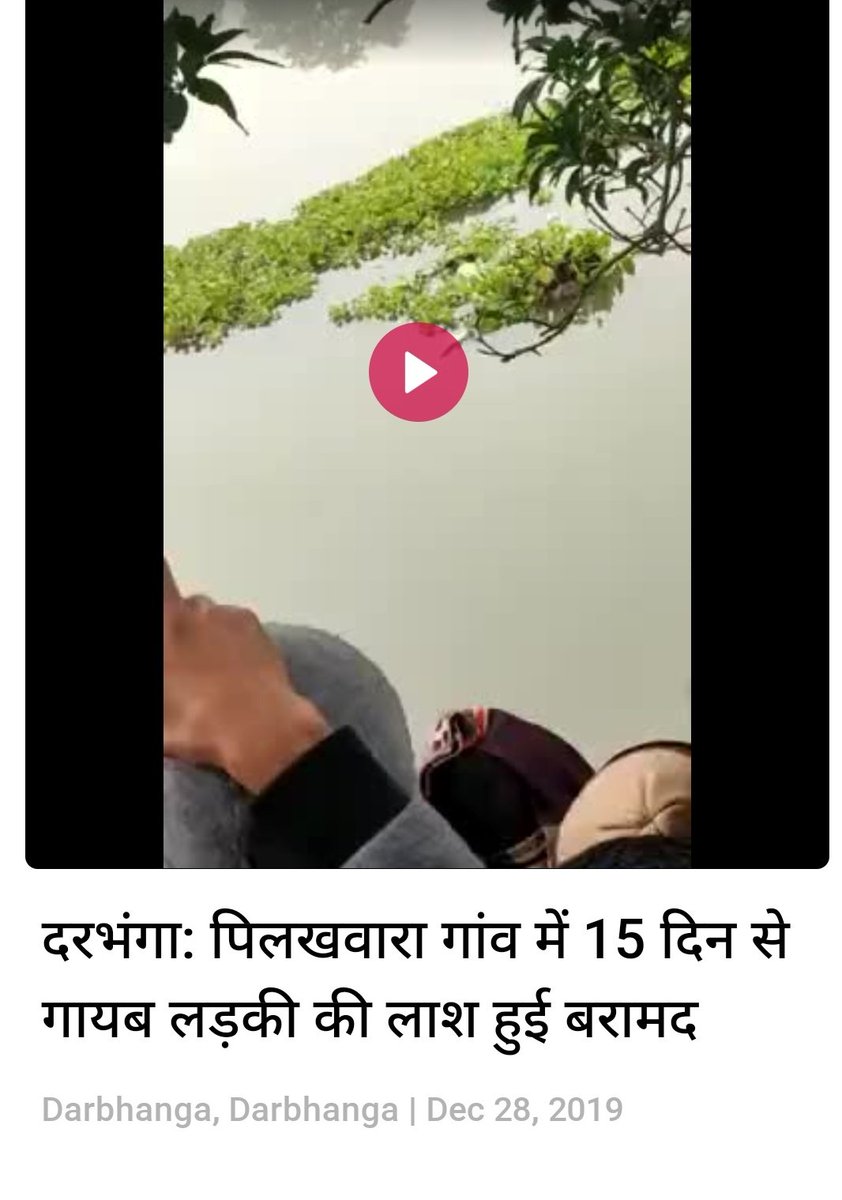 दरभंगा: पिलखवारा गांव में 15 दिन से
गायब लड़की की लाश हुई बरामद
Darbhanga, Darbhanga | Dec 28, 2019